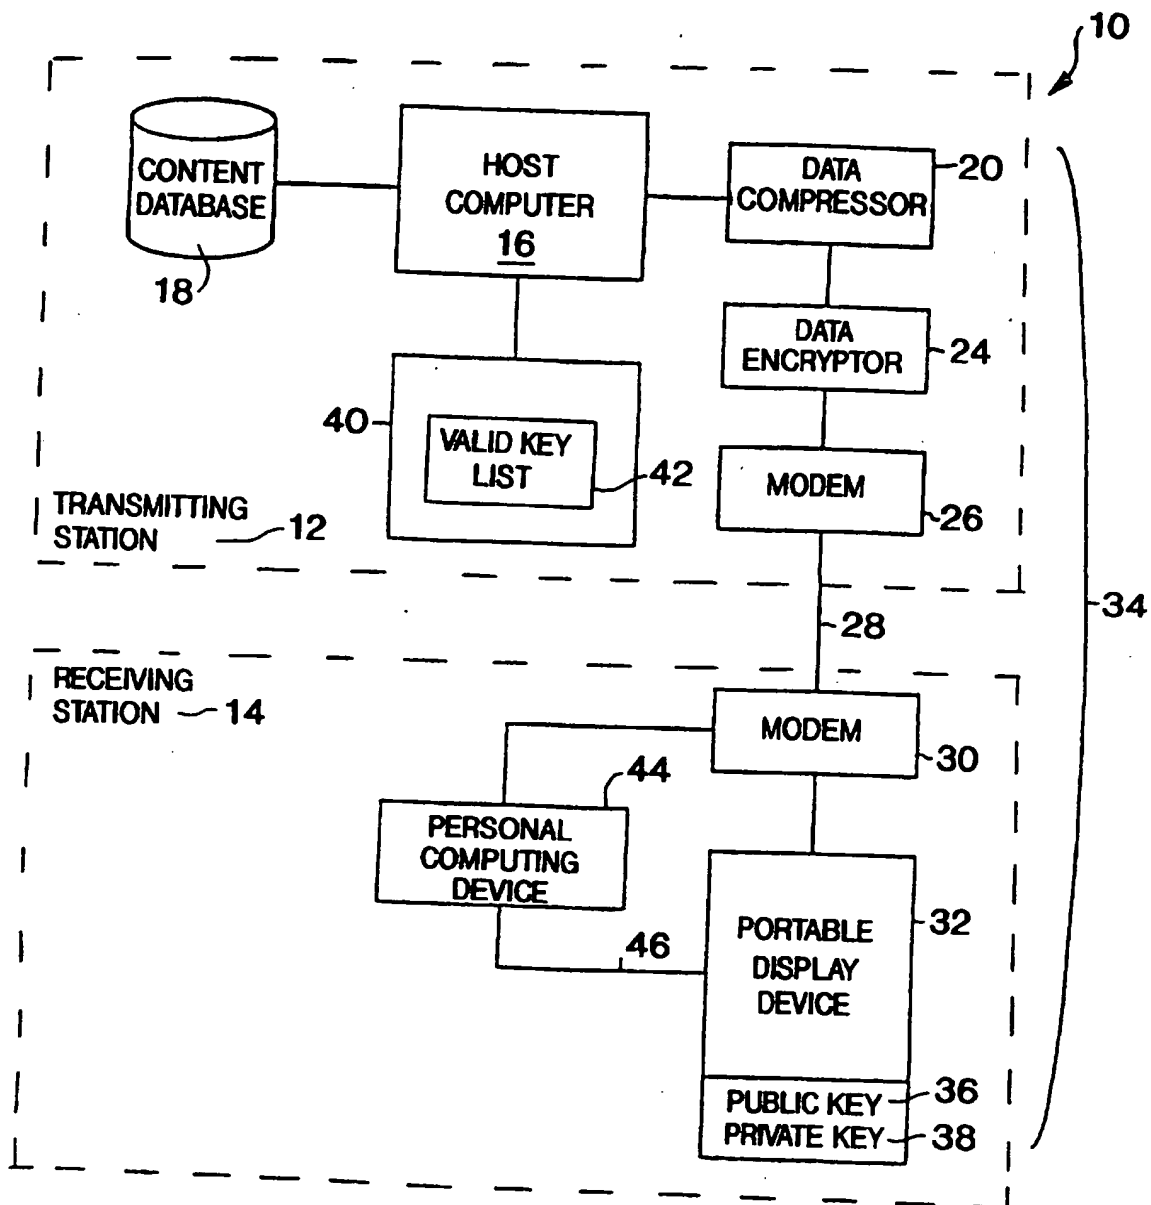 10
CONTENT
DATABASE
18
HOST
COMPUTER
16
DATA
COMPRESSOR
20
DATA
ENCRYPTOR
24
40
VALID KEY
LIST
42
MODEM
26
TRANSMITTING
STATION
12
28
34
RECEIVING
STATION
14
MODEM
30
44
PERSONAL
COMPUTING
DEVICE
46
PORTABLE
DISPLAY
DEVICE
32
PUBLIC KEY
36
PRIVATE KEY
38